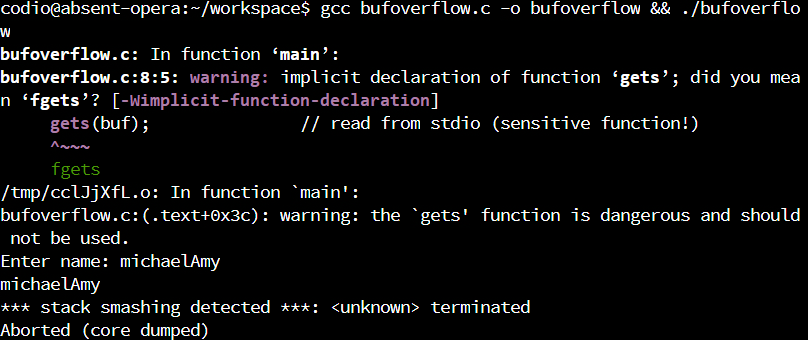 codio@absent-opera:~/workspace$ gcc bufoverflow.c -o bufoverflow && ./bufoverflo
w
bufoverflow.c: In function ‘main’:
bufoverflow.c:8:5: warning: implicit declaration of function ‘gets’; did you mea
n ‘fgets’? [-Wimplicit-function-declaration]
     gets(buf);               // read from stdio (sensitive function!)
     ^~~~
     fgets
/tmp/cclJjXfL.o: In function `main':
bufoverflow.c:(.text+0x3c): warning: the `gets' function is dangerous and should
 not be used.
Enter name: michaelAmy
michaelAmy
*** stack smashing detected ***: <unknown> terminated
Aborted (core dumped)